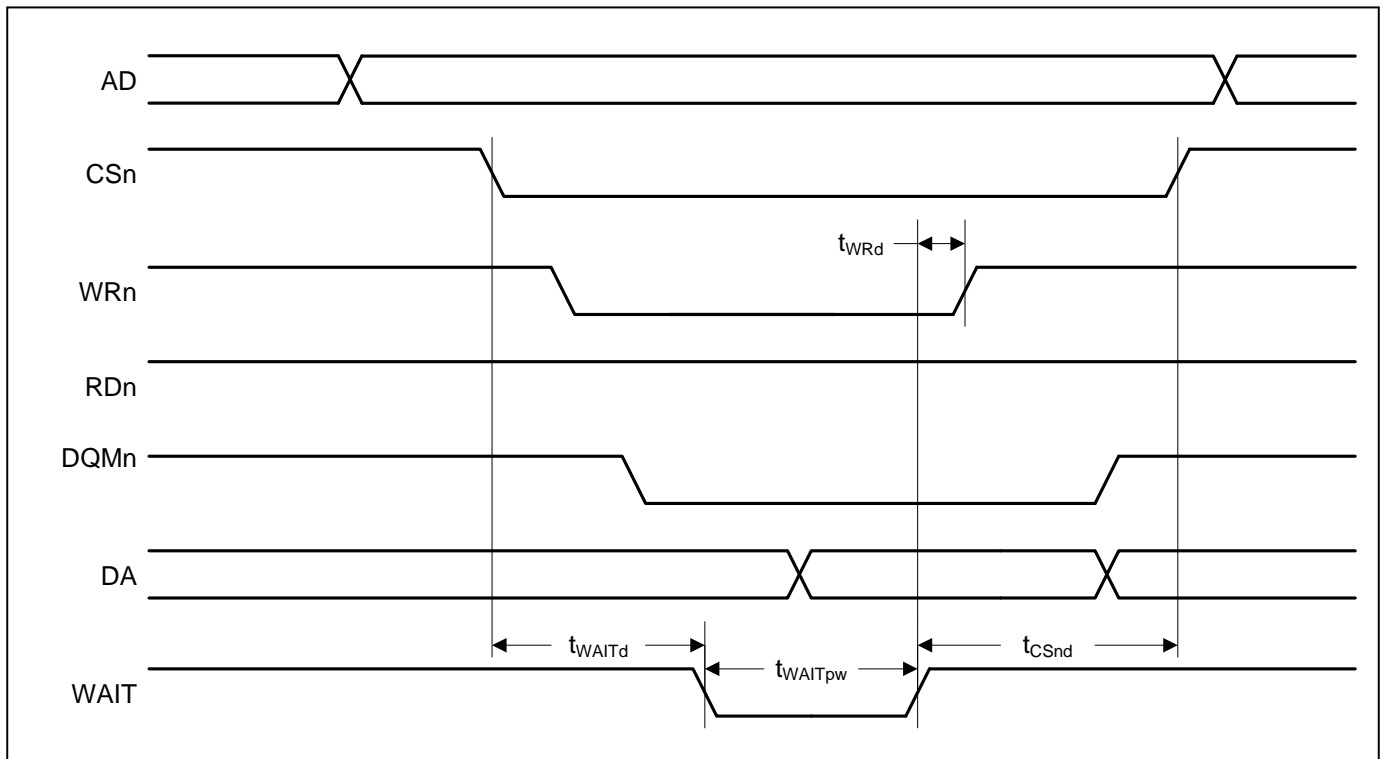 AD
CSn
tWRd
WRn
RDn
DQMn
DA
tWAITd
tCSnd
tWAITpw
WAIT